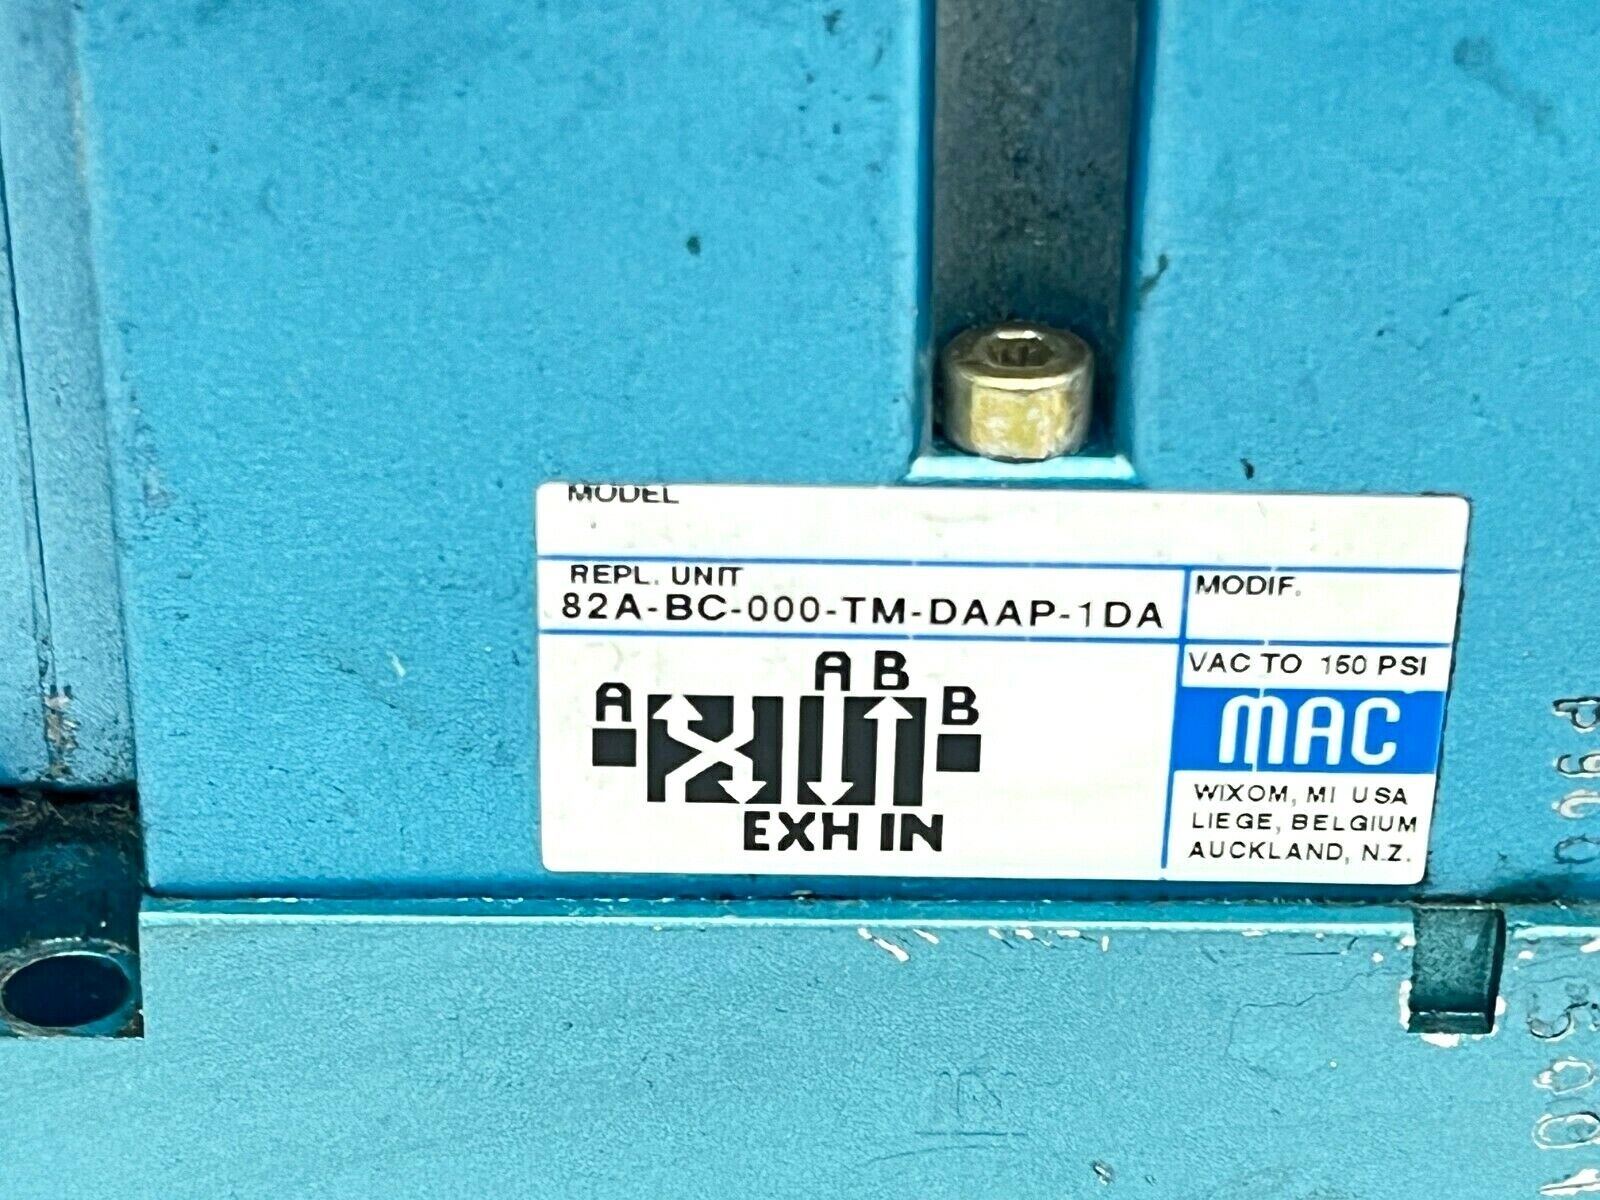 MODEL
REPL. UNIT
82A-BC-000-TM-DAAP-1DA
MODIF.
VAC TO 150 PSI
MAC
WIXOM, MI USA
LIEGE, BELGIUM
AUCKLAND, N.Z.
A B
A B
EXH IN